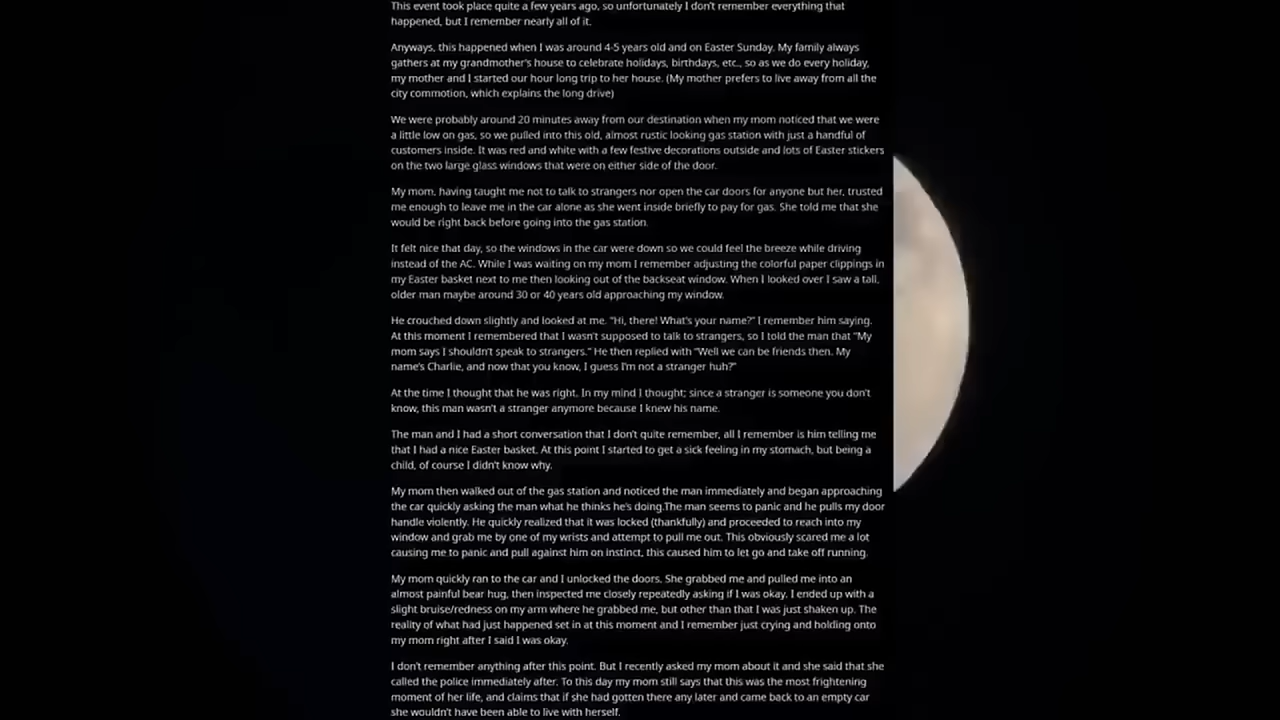 This event took place quite a few years ago, so unfortunately I don't remember everything that
happened, but I remember nearly all of it.
Anyways, this happened when I was around 4-5 years old and on Easter Sunday. My family always
gathers at my grandmother's house to celebrate holidays, birthdays, etc., so as we do every holiday,
my mother and I started our hour long trip to her house. (My mother prefers to live away from all the
city commotion, which explains the long drive)
We were probably around 20 minutes away from our destination when my mom noticed that we were
a little low on gas, so we pulled into this old, almost rustic looking gas station with just a handful of
customers inside. It was red and white with a few festive decorations outside and lots of Easter stickers
on the two large glass windows that were on either side of the door.
My mom, having taught me not to talk to strangers nor open the car doors for anyone but her, trusted
me enough to leave me in the car alone as she went inside briefly to pay for gas. She told me that she
would be right back before going into the gas station.
It felt nice that day, so the windows in the car were down so we could feel the breeze while driving
instead of the AC. While I was waiting on my mom I remember adjusting the colorful paper clippings in
my Easter basket next to me then looking out of the backseat window. When I looked over I saw a tall,
older man maybe around 30 or 40 years old approaching my window.
He crouched down slightly and looked at me. "Hi, there! What's your name?" I remember him saying.
At this moment I remembered that I wasn't supposed to talk to strangers, so I told the man that "My
mom says I shouldn't speak to strangers." He then replied with "Well we can be friends then. My
name's Charlie, and now that you know, I guess I'm not a stranger huh?"
At the time I thought that he was right. In my mind I thought; since a stranger is someone you don't
know, this man wasn't a stranger anymore because I knew his name.
The man and I had a short conversation that I don't quite remember, all I remember is him telling me
that I had a nice Easter basket. At this point I started to get a sick feeling in my stomach, but being a
child, of course I didn't know why.
My mom then walked out of the gas station and noticed the man immediately and began approaching
the car quickly asking the man what he thinks he's doing.The man seems to panic and he pulls my door
handle violently. He quickly realized that it was locked (thankfully) and proceeded to reach into my
window and grab me by one of my wrists and attempt to pull me out. This obviously scared me a lot
causing me to panic and pull against him on instinct, this caused him to let go and take off running.
My mom quickly ran to the car and I unlocked the doors. She grabbed me and pulled me into an
almost painful bear hug, then inspected me closely repeatedly asking if I was okay. I ended up with a
slight bruise/redness on my arm where he grabbed me, but other than that I was just shaken up. The
reality of what had just happened set in at this moment and I remember just crying and holding onto
my mom right after I said I was okay.
I don't remember anything after this point. But I recently asked my mom about it and she said that she
called the police immediately after. To this day my mom still says that this was the most frightening
moment of her life, and claims that if she had gotten there any later and came back to an empty car
she wouldn't have been able to live with herself.